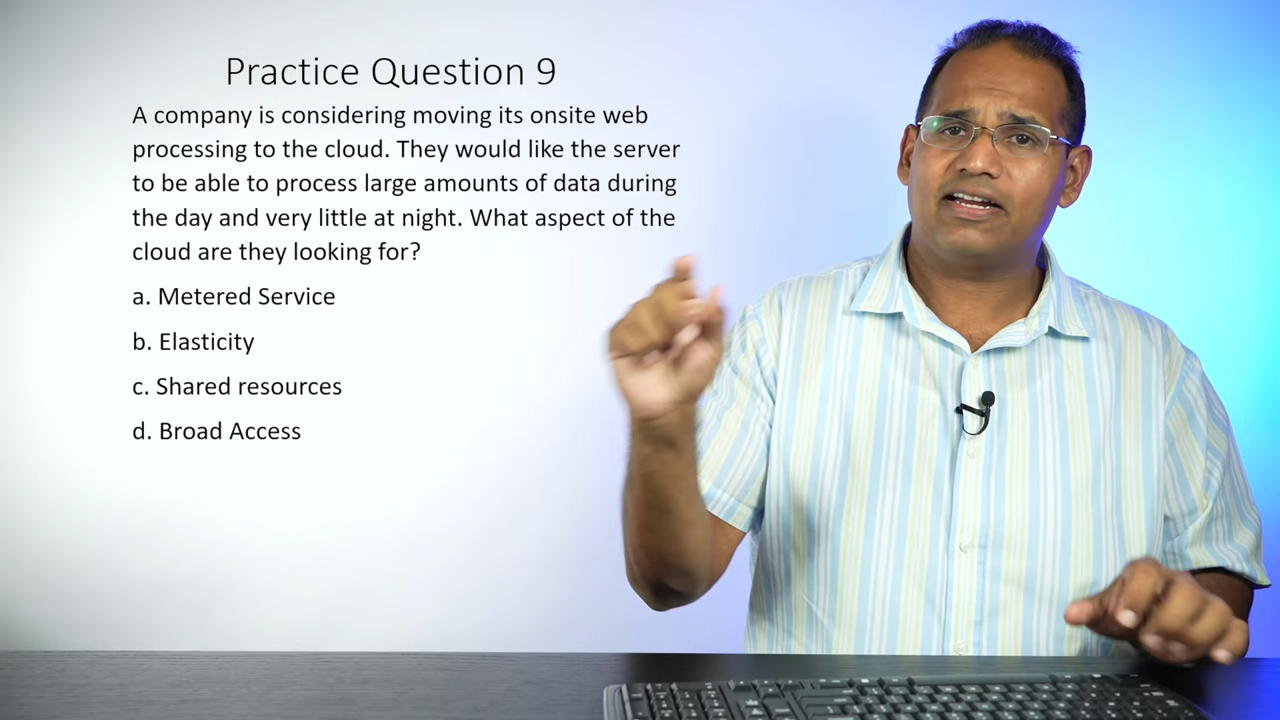 Practice Question 9
A company is considering moving its onsite web
processing to the cloud. They would like the server
to be able to process large amounts of data during
the day and very little at night. What aspect of the
cloud are they looking for?
a. Metered Service
b. Elasticity
c. Shared resources
d. Broad Access